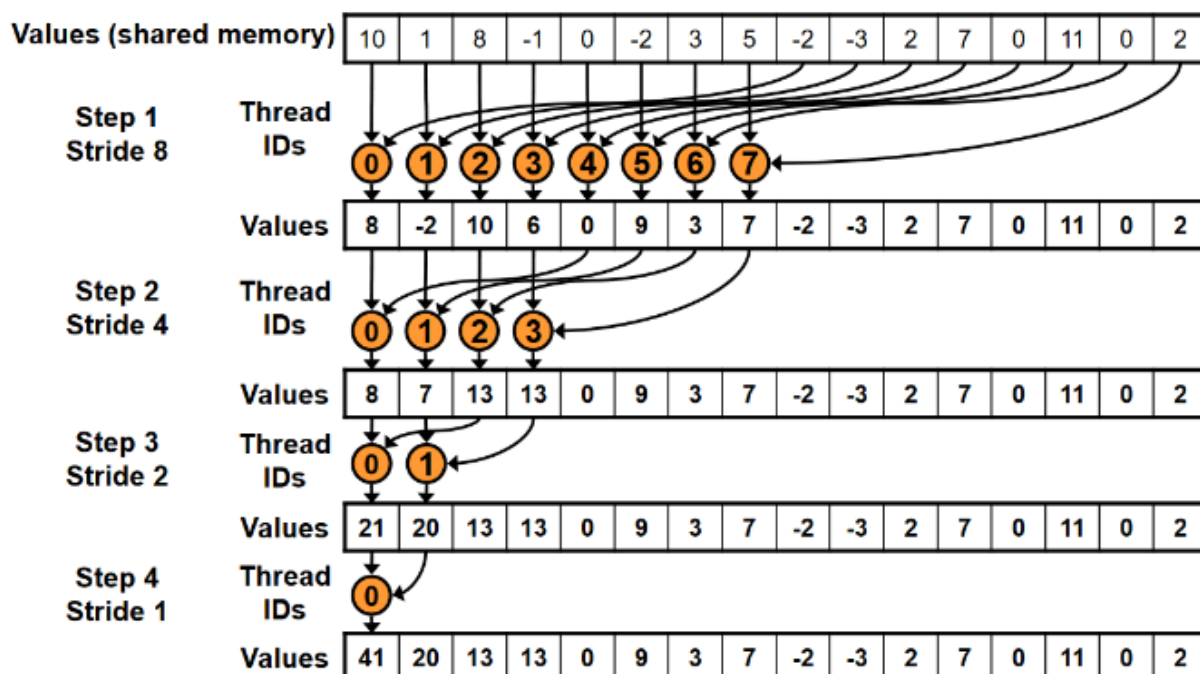 Values (shared memory) 10 1 8 -1 0 -2 3 5 -2 -3 2 7 0 11 0 2
Step 1 Thread
Stride 8 IDs
0 1 2 3 4 5 6 7
Values 8 -2 10 6 0 9 3 7 -2 -3 2 7 0 11 0 2
Step 2 Thread
Stride 4 IDs
0 1 2 3
Values 8 7 13 13 0 9 3 7 -2 -3 2 7 0 11 0 2
Step 3 Thread
Stride 2 IDs
0 1
Values 21 20 13 13 0 9 3 7 -2 -3 2 7 0 11 0 2
Step 4 Thread
Stride 1 IDs
0
Values 41 20 13 13 0 9 3 7 -2 -3 2 7 0 11 0 2